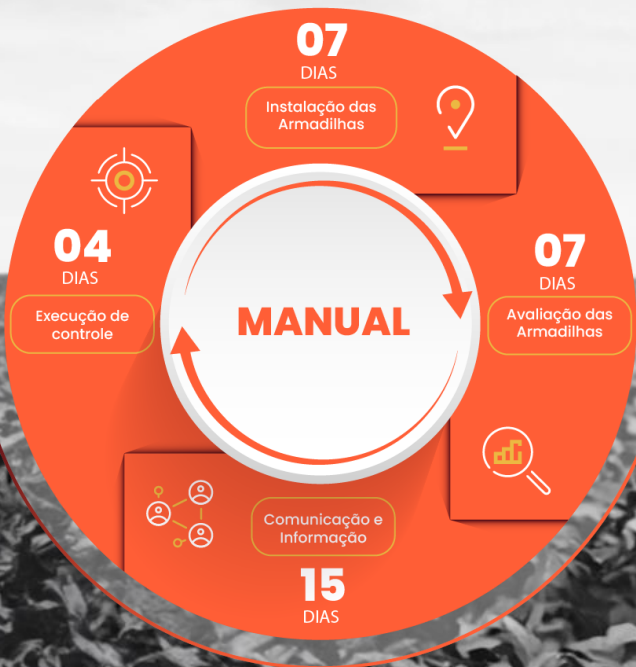 07
DIAS
Instalação das
Armadilhas
07
DIAS
Avaliação das
Armadilhas
MANUAL
04
DIAS
Execução de
controle
Comunicação e
Informação
15
DIAS